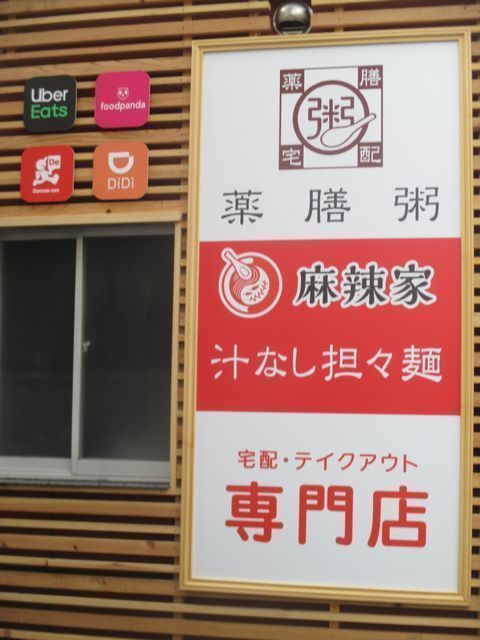 Uber
Eats
foodpanda
De
Demae-can
DiDi
薬 膳
粥
宅 配
薬膳粥
麻辣家
汁なし担々麺
宅配・テイクアウト
専門店